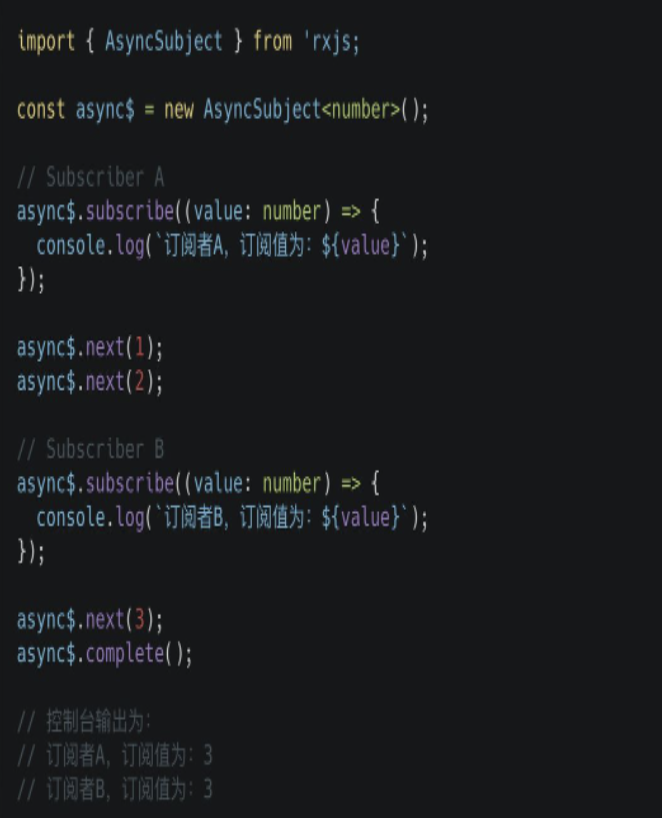 import { AsyncSubject } from 'rxjs;
const async$ = new AsyncSubject<number>();
// Subscriber A
async$.subscribe((value: number) => {
  console.log(`订阅者A, 订阅值为: ${value}`);
});
async$.next(1);
async$.next(2);
// Subscriber B
async$.subscribe((value: number) => {
  console.log(`订阅者B, 订阅值为: ${value}`);
});
async$.next(3);
async$.complete();
// 控制台输出为:
// 订阅者A, 订阅值为: 3
// 订阅者B, 订阅值为: 3